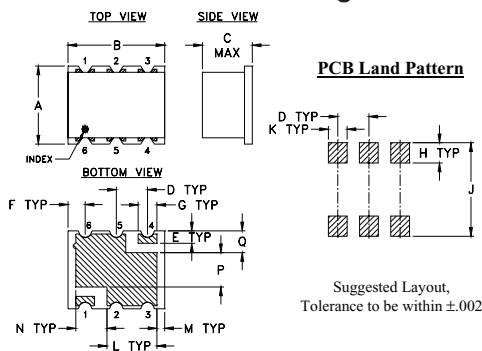 TOP VIEW
SIDE VIEW
B
C
MAX
1 2 3
A
6 5 4
INDEX
PCB Land Pattern
D TYP
K TYP
H TYP
J
BOTTOM VIEW
F TYP
D TYP
G TYP
6 5 4
E TYP
Q
P
1 2 3
N TYP
M TYP
L TYP
Suggested Layout,
Tolerance to be within ±.002